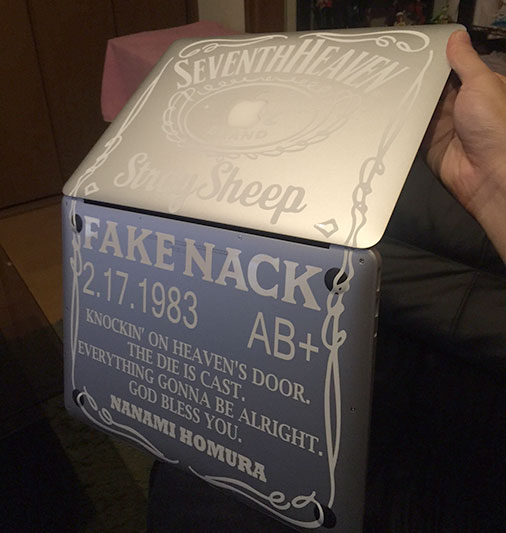 SEVENTHHEAVEN
BRAND
Stray Sheep
FAKE NACK
2.17.1983
AB+
KNOCKIN' ON HEAVEN'S DOOR.
THE DIE IS CAST.
EVERYTHING GONNA BE ALRIGHT.
GOD BLESS YOU.
NANAMI HOMURA